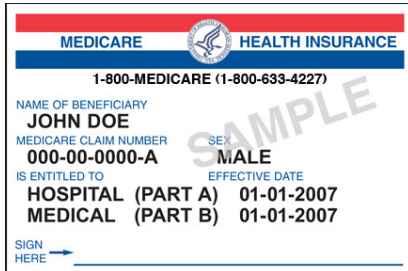 MEDICARE HEALTH INSURANCE
1-800-MEDICARE (1-800-633-4227)
NAME OF BENEFICIARY
JOHN DOE
MEDICARE CLAIM NUMBER SEX
000-00-0000-A MALE
IS ENTITLED TO EFFECTIVE DATE
HOSPITAL (PART A) 01-01-2007
MEDICAL (PART B) 01-01-2007
SIGN
HERE
SAMPLE